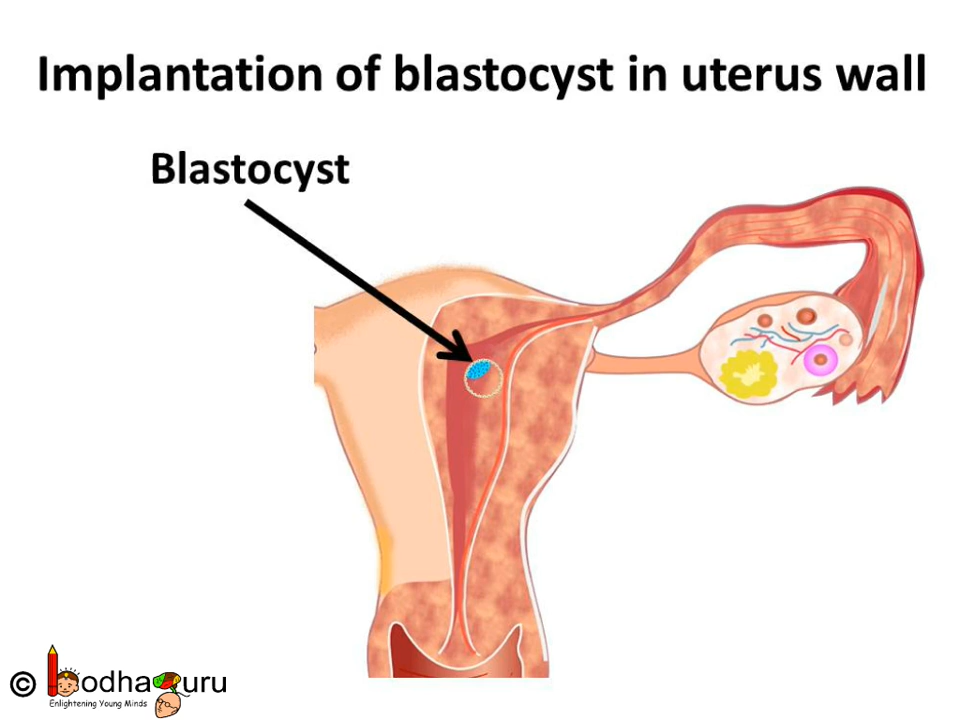 Implantation of blastocyst in uterus wall
Blastocyst
© BodhaGuru
Enlightening Young Minds